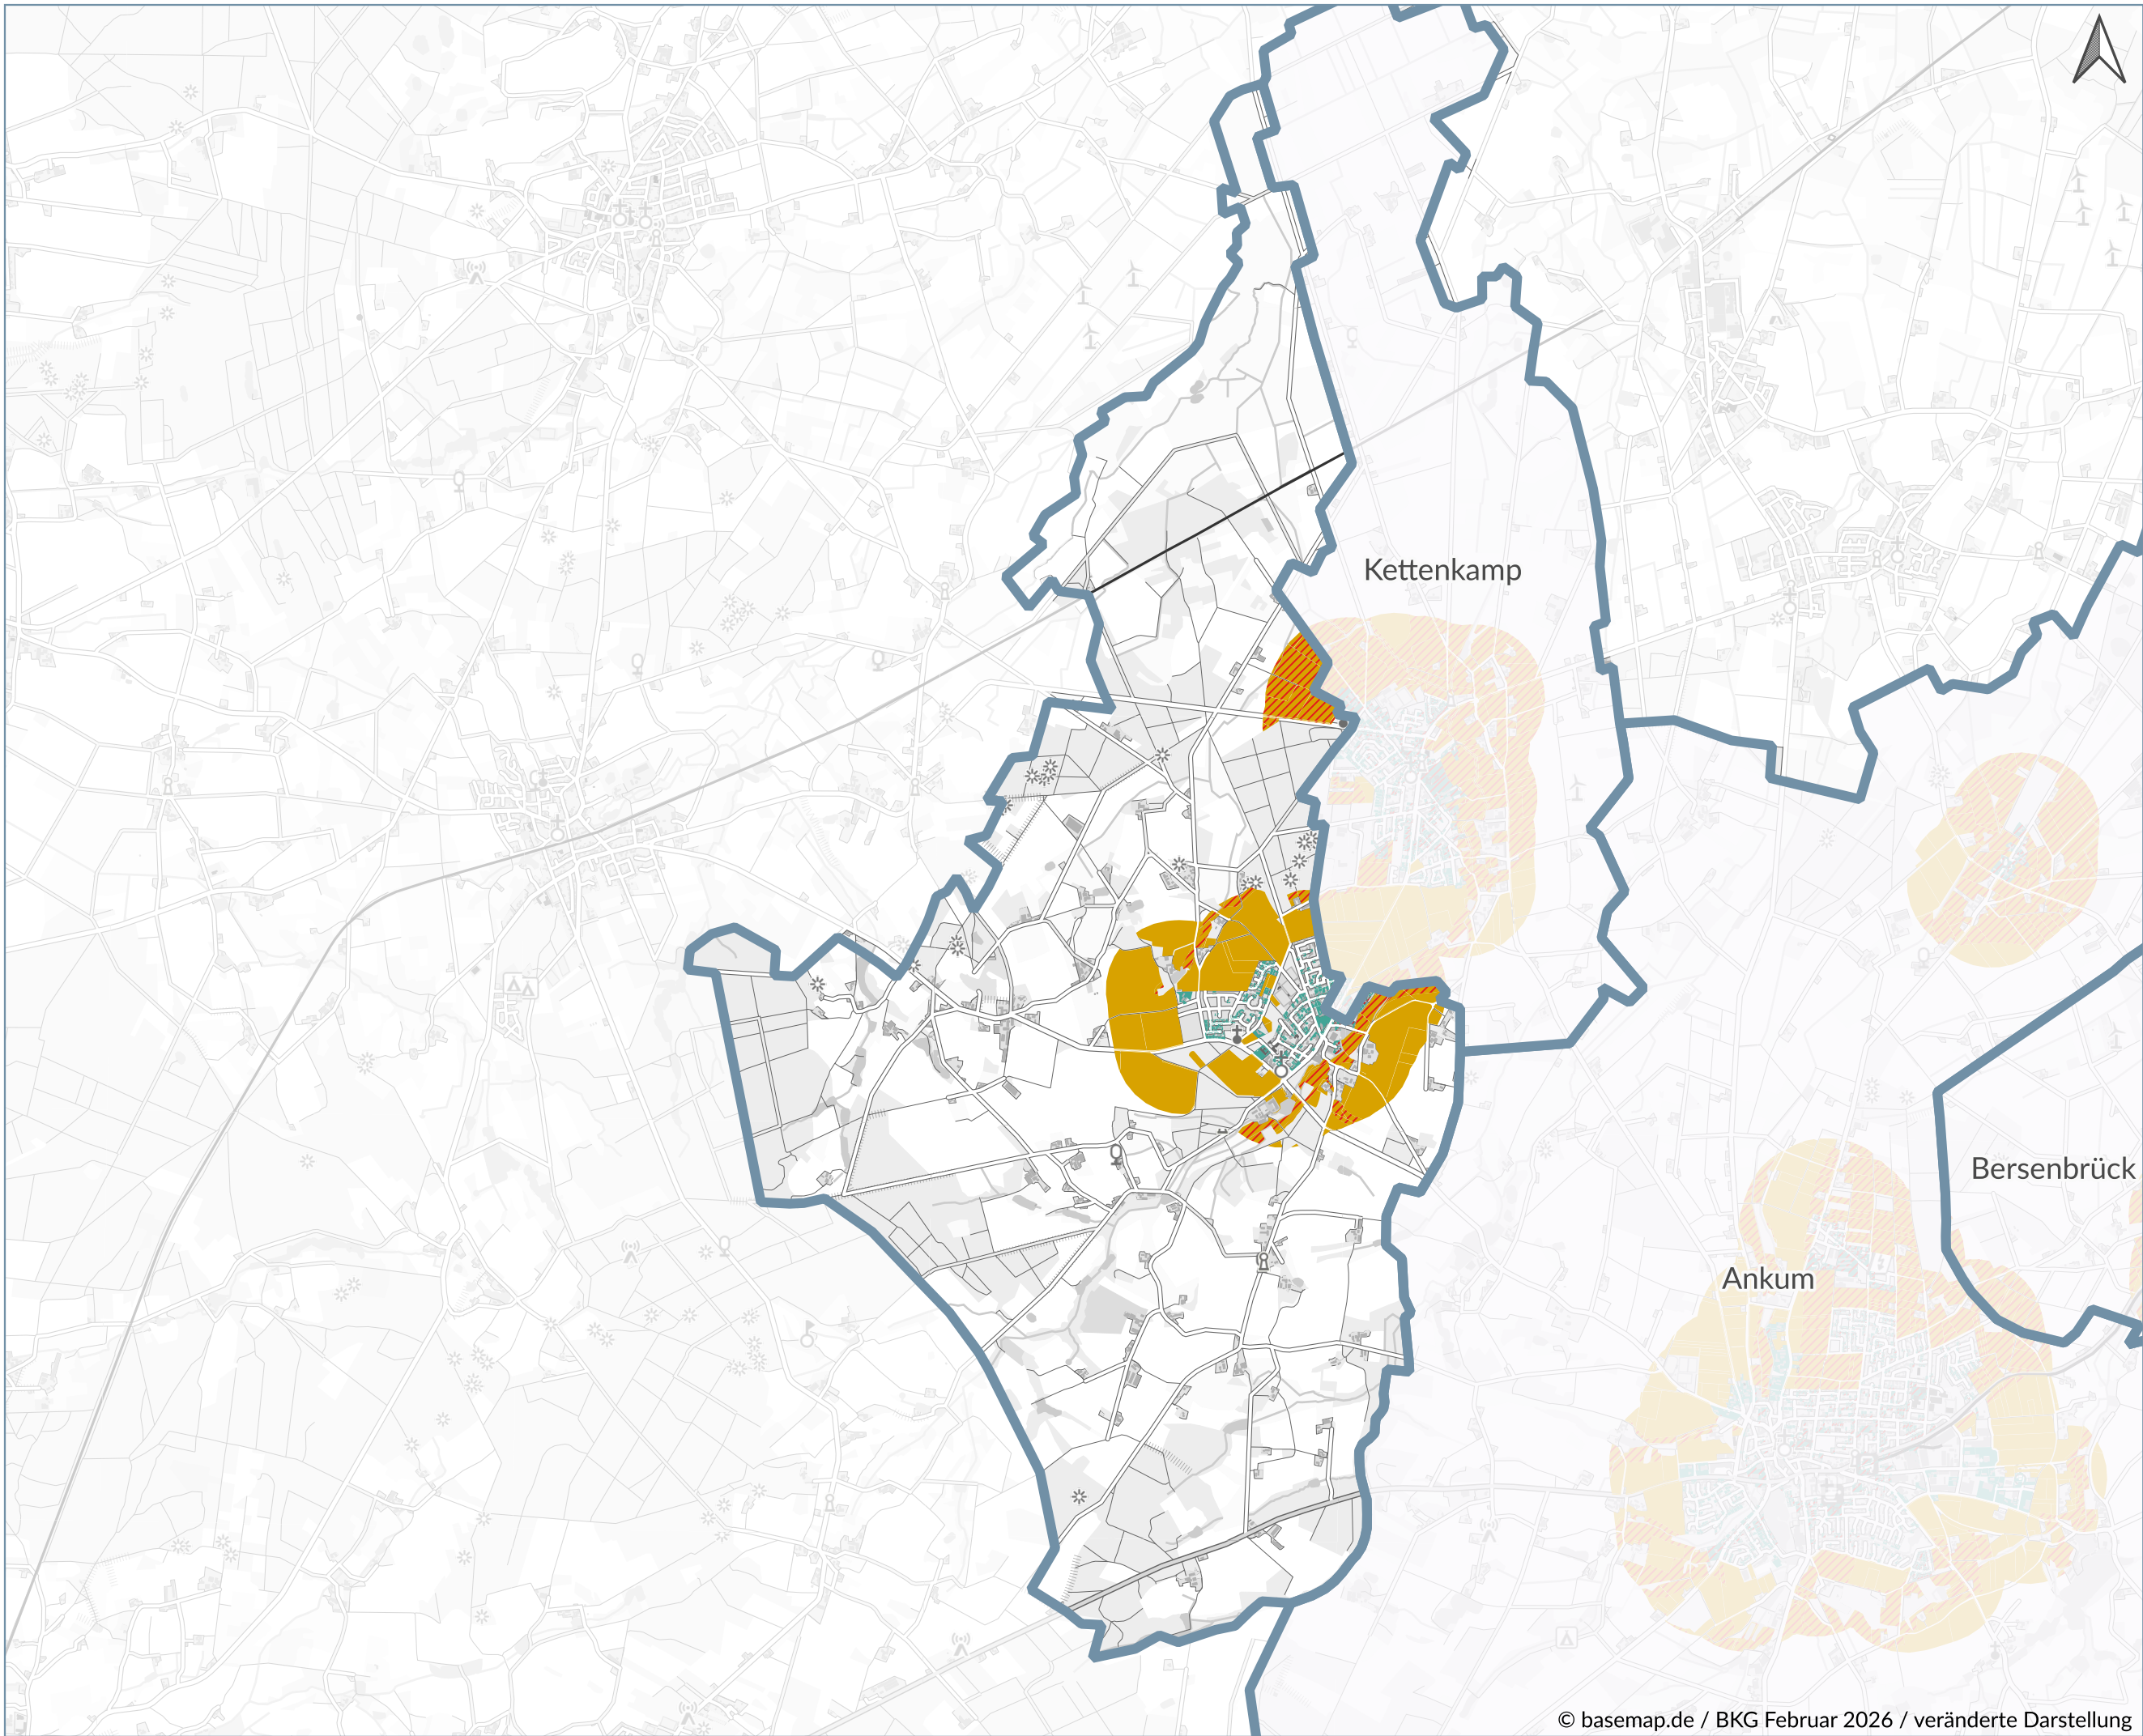 Kettenkamp
Bersenbrück
Ankum
© basemap.de / BKG Februar 2026 / veränderte Darstellung